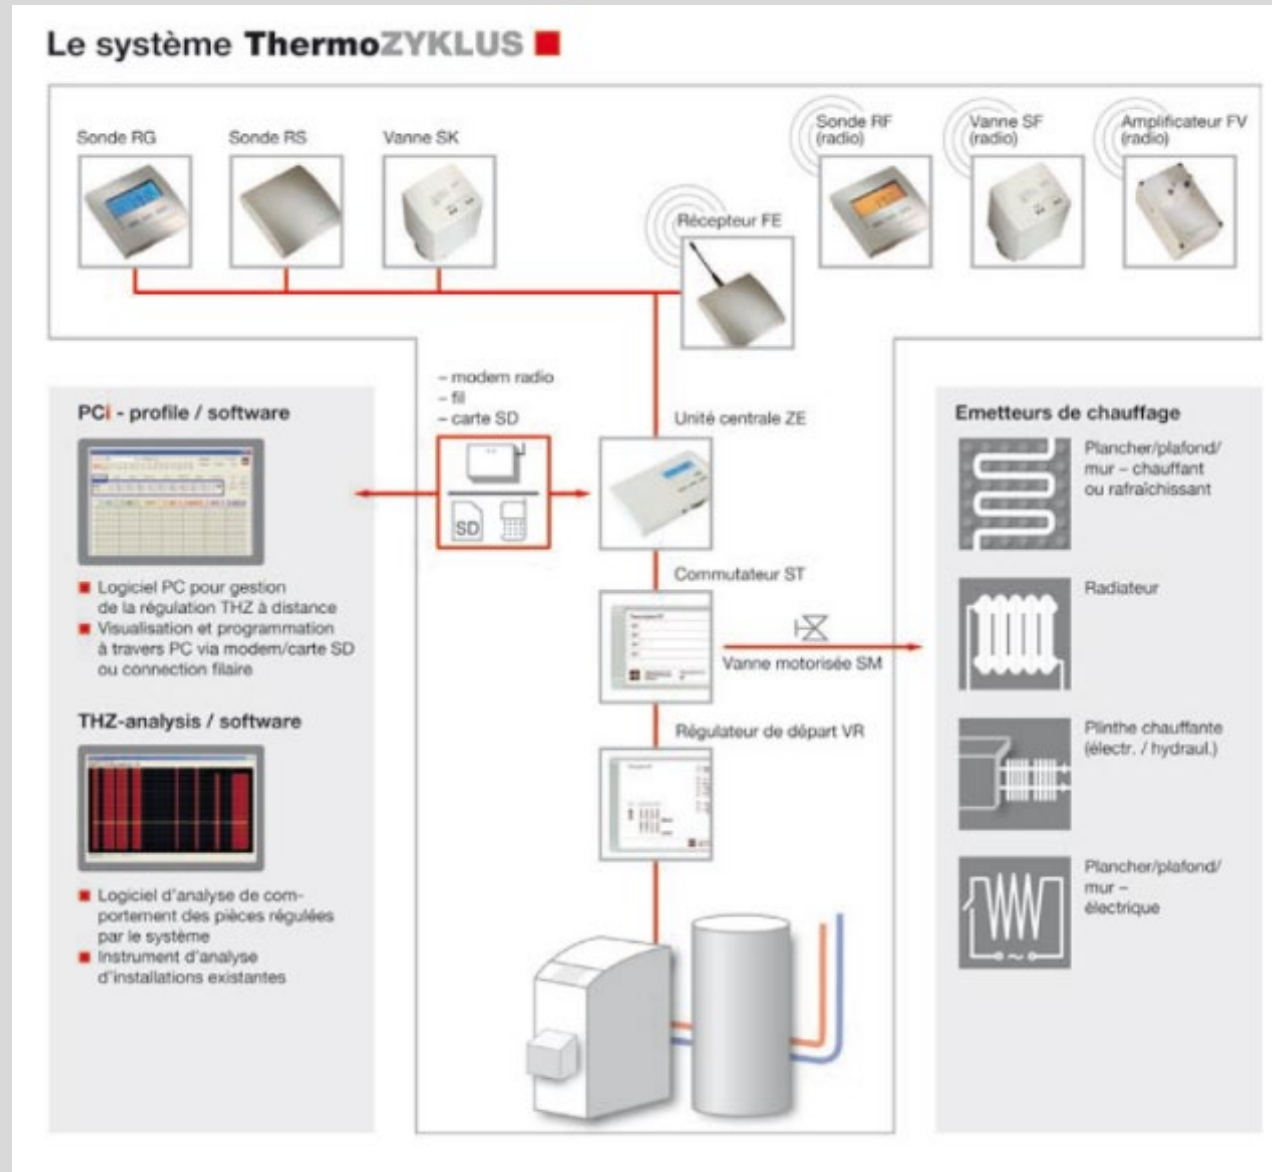 Le système ThermoZYKLUS
Sonde RG
Sonde RS
Vanne SK
Sonde RF
(radio)
Vanne SF
(radio)
Amplificateur FV
(radio)
Récepteur FE
– modem radio
– fil
– carte SD
SD
Unité centrale ZE
Commutateur ST
Vanne motorisée SM
Régulateur de départ VR
PCi - profile / software
Logiciel PC pour gestion
de la régulation THZ à distance
Visualisation et programmation
à travers PC via modem/carte SD
ou connection filaire
THZ-analysis / software
Logiciel d'analyse de com-
portement des pièces régulées
par le système
Instrument d'analyse
d'installations existantes
Emetteurs de chauffage
Plancher/plafond/
mur – chauffant
ou rafraîchissant
Radiateur
Plinthe chauffante
(électr. / hydraul.)
Plancher/plafond/
mur –
électrique